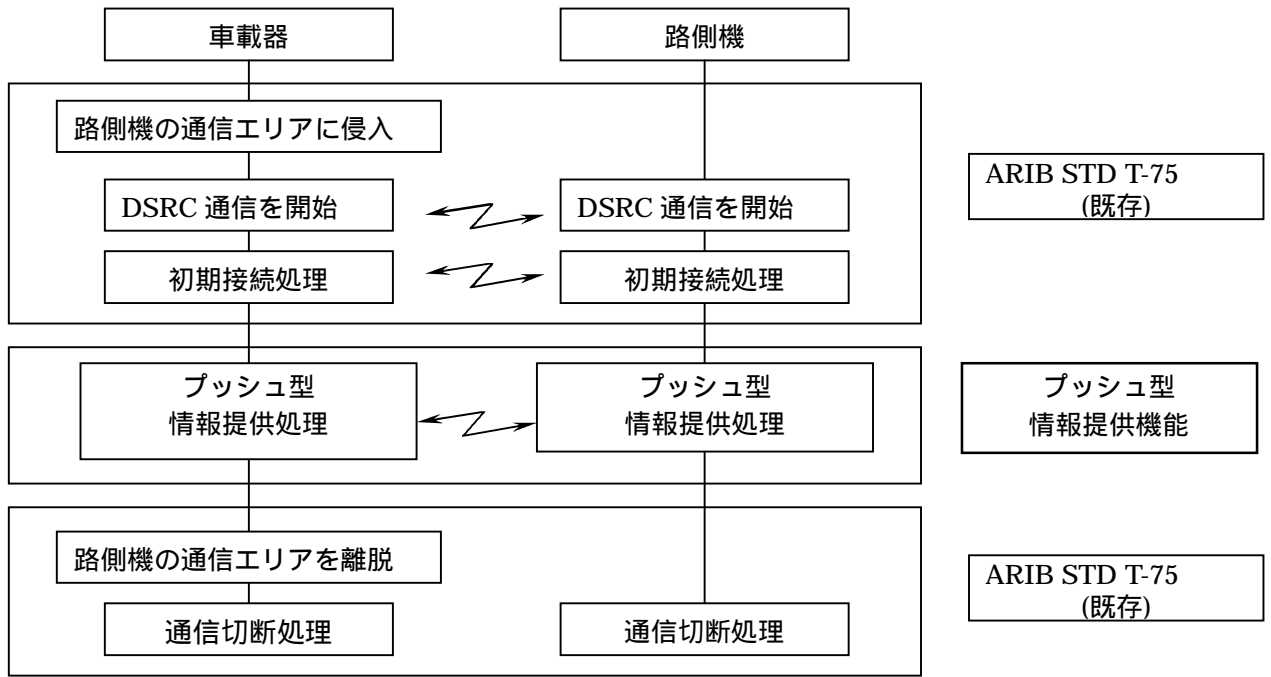 車載器
路側機
路側機の通信エリアに侵入
DSRC 通信を開始
DSRC 通信を開始
初期接続処理
初期接続処理
ARIB STD T-75
(既存)
プッシュ型
情報提供処理
プッシュ型
情報提供処理
プッシュ型
情報提供機能
路側機の通信エリアを離脱
通信切断処理
通信切断処理
ARIB STD T-75
(既存)